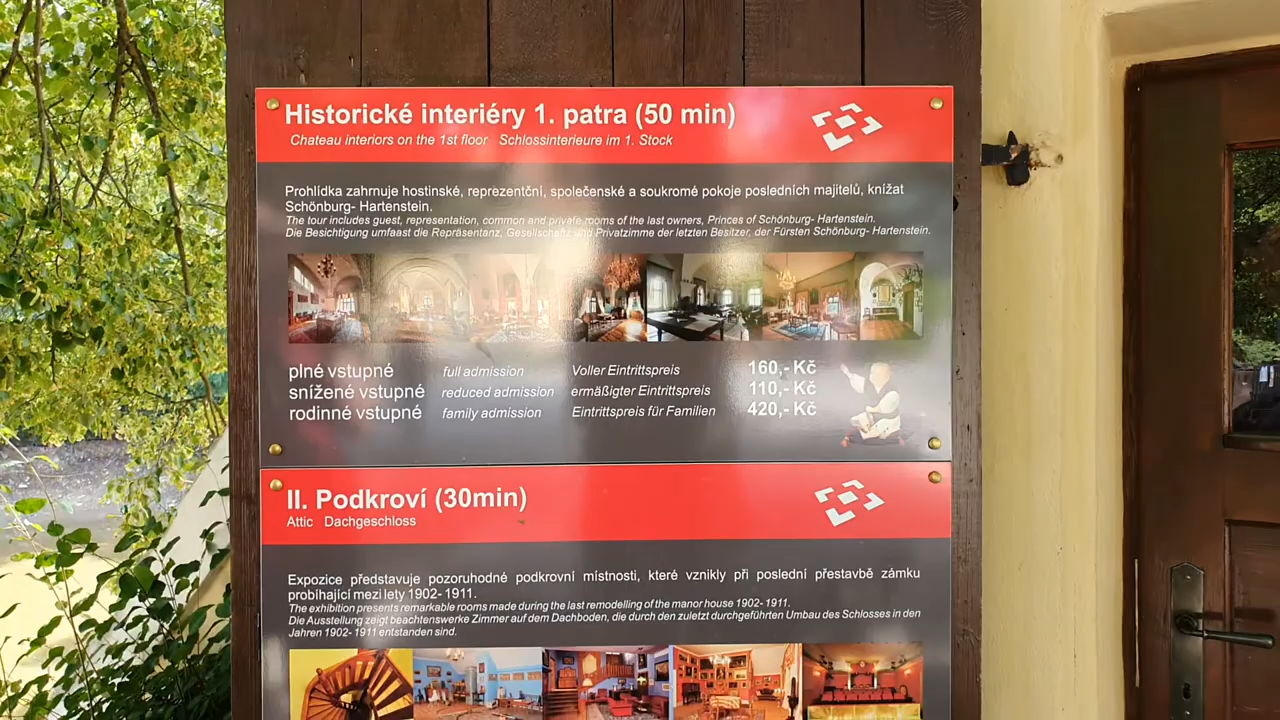 Historické interiéry 1. patra (50 min)
Chateau interiors on the 1st floor Schlossinterieure im 1. Stock
Prohlídka zahrnuje hostinské, reprezentční, společenské a soukromé pokoje posledních majitelů, knížat
Schönburg- Hartenstein.
The tour includes guest, representation, common and private rooms of the last owners, Princes of Schönburg- Hartenstein.
Die Besichtigung umfaast die Repräsentanz, Gesellschafts und Privatzimme der letzten Besitzer, der Fürsten Schönburg- Hartenstein.
plné vstupné full admission Voller Eintrittspreis 160,- Kč
snížené vstupné reduced admission ermäßigter Eintrittspreis 110,- Kč
rodinné vstupné family admission Eintrittspreis für Familien 420,- Kč
II. Podkroví (30min)
Attic Dachgeschloss
Expozice představuje pozoruhodné podkrovní místnosti, které vznikly při poslední přestavbě zámku
probíhající mezi lety 1902- 1911.
The exhibition presents remarkable rooms made during the last remodelling of the manor house 1902- 1911.
Die Ausstellung zeigt beachtenswerke Zimmer auf dem Dachboden, die durch den zuletzt durchgeführten Umbau des Schlosses in den
Jahren 1902- 1911 entstanden sind.